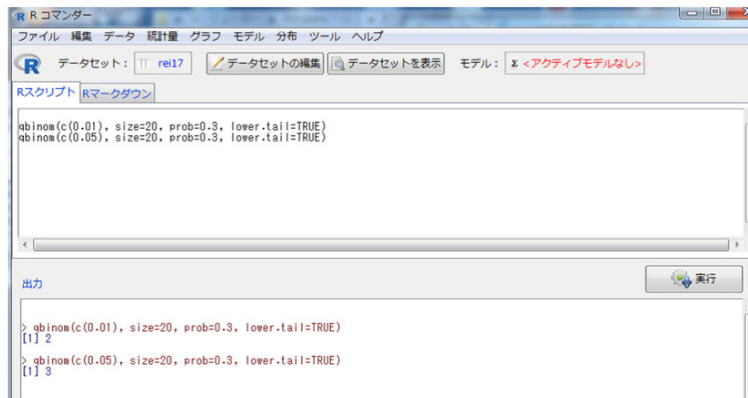 R コマンダー
ファイル 編集 データ 統計量 グラフ モデル 分布 ツール ヘルプ
R データセット: rei17 データセットの編集 データセットを表示 モデル: Σ <アクティブモデルなし>
Rスクリプト Rマークダウン
qbinom(c(0.01), size=20, prob=0.3, lower.tail=TRUE)
qbinom(c(0.05), size=20, prob=0.3, lower.tail=TRUE)
出力 実行
> qbinom(c(0.01), size=20, prob=0.3, lower.tail=TRUE)
[1] 2
> qbinom(c(0.05), size=20, prob=0.3, lower.tail=TRUE)
[1] 3